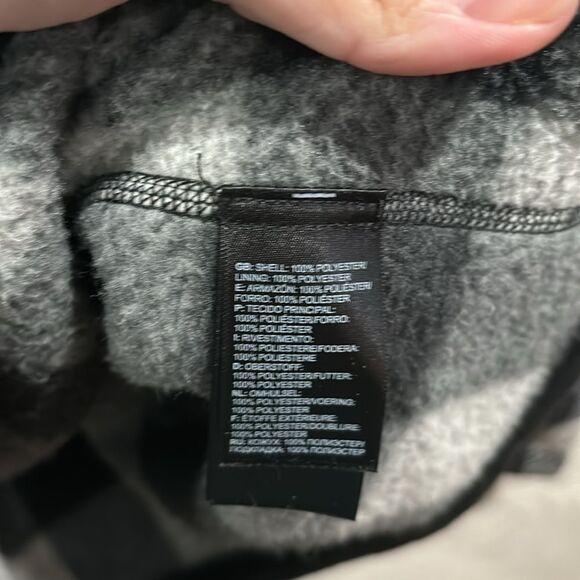 GB: SHELL: 100% POLYESTER/
LINING: 100% POLYESTER
E: ARMAZÓN: 100% POLIÉSTER/
FORRO: 100% POLIÉSTER
P: TECIDO PRINCIPAL:
100% POLIÉSTER/FORRO:
100% POLIÉSTER
I: RIVESTIMENTO:
100% POLIESTERE/FODERA:
100% POLIESTERE
D: OBERSTOFF:
100% POLYESTER/FUTTER:
100% POLYESTER
NL: OMHULSEL:
100% POLYESTER/VOERING:
100% POLYESTER
F: ÉTOFFE EXTÉRIEURE:
100% POLYESTER/DOUBLURE:
100% POLYESTER
RU: КОЖУХ: 100% ПОЛИЭСТЕР/
ПОДКЛАДКА: 100% ПОЛИЭСТЕР